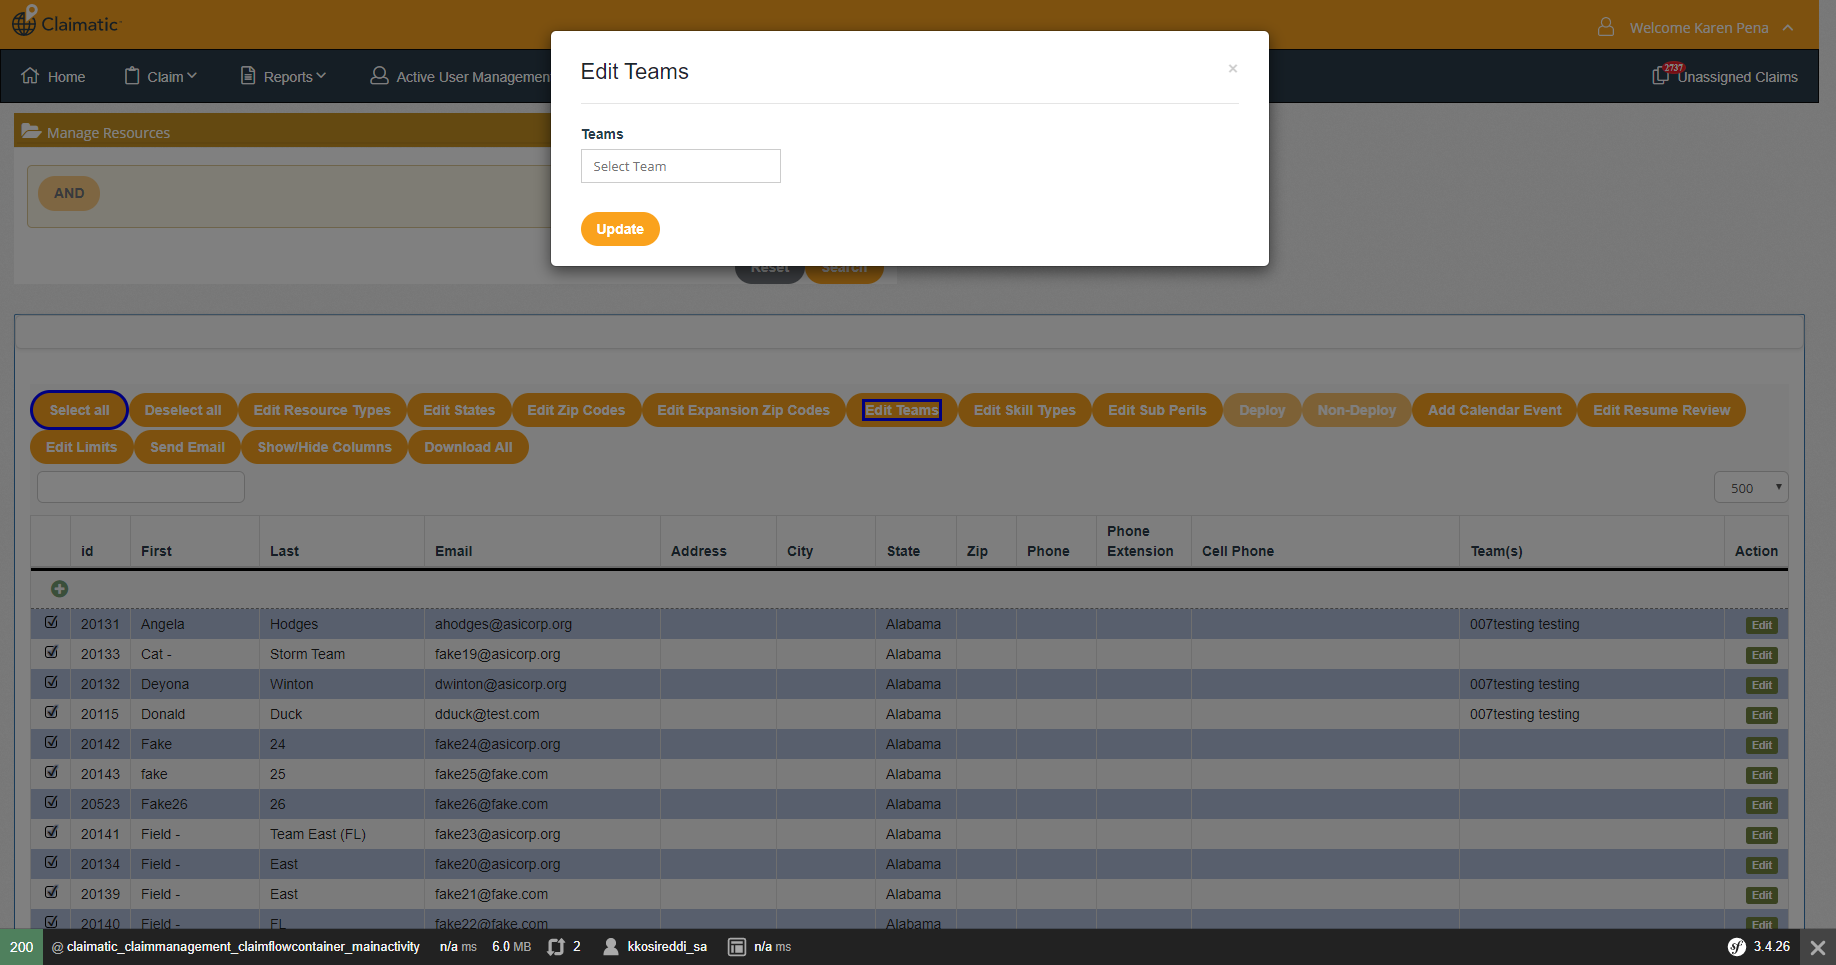 Claimatic
Welcome Karen Pena
Home
Claim
Reports
Active User Managemen
2737
Unassigned Claims
Manage Resources
AND
Edit Teams
×
Teams
Select Team
Update
Reset
Search
Select all
Deselect all
Edit Resource Types
Edit States
Edit Zip Codes
Edit Expansion Zip Codes
Edit Teams
Edit Skill Types
Edit Sub Perils
Deploy
Non-Deploy
Add Calendar Event
Edit Resume Review
Edit Limits
Send Email
Show/Hide Columns
Download All
500
id First Last Email Address City State Zip Phone Phone Extension Cell Phone Team(s) Action
20131 Angela Hodges ahodges@asicorp.org Alabama 007testing testing Edit
20133 Cat - Storm Team fake19@asicorp.org Alabama Edit
20132 Deyona Winton dwinton@asicorp.org Alabama 007testing testing Edit
20115 Donald Duck dduck@test.com Alabama 007testing testing Edit
20142 Fake 24 fake24@asicorp.org Alabama Edit
20143 fake 25 fake25@fake.com Alabama Edit
20523 Fake26 26 fake26@fake.com Alabama Edit
20141 Field - Team East (FL) fake23@asicorp.org Alabama Edit
20134 Field - East fake20@asicorp.org Alabama Edit
20139 Field - East fake21@fake.com Alabama Edit
20140 Field - FL fake22@fake.com Alabama Edit
200 @ claimatic_claimmanagement_claimflowcontainer_mainactivity n/a ms 6.0 MB 2 kkosireddi_sa n/a ms sf 3.4.26